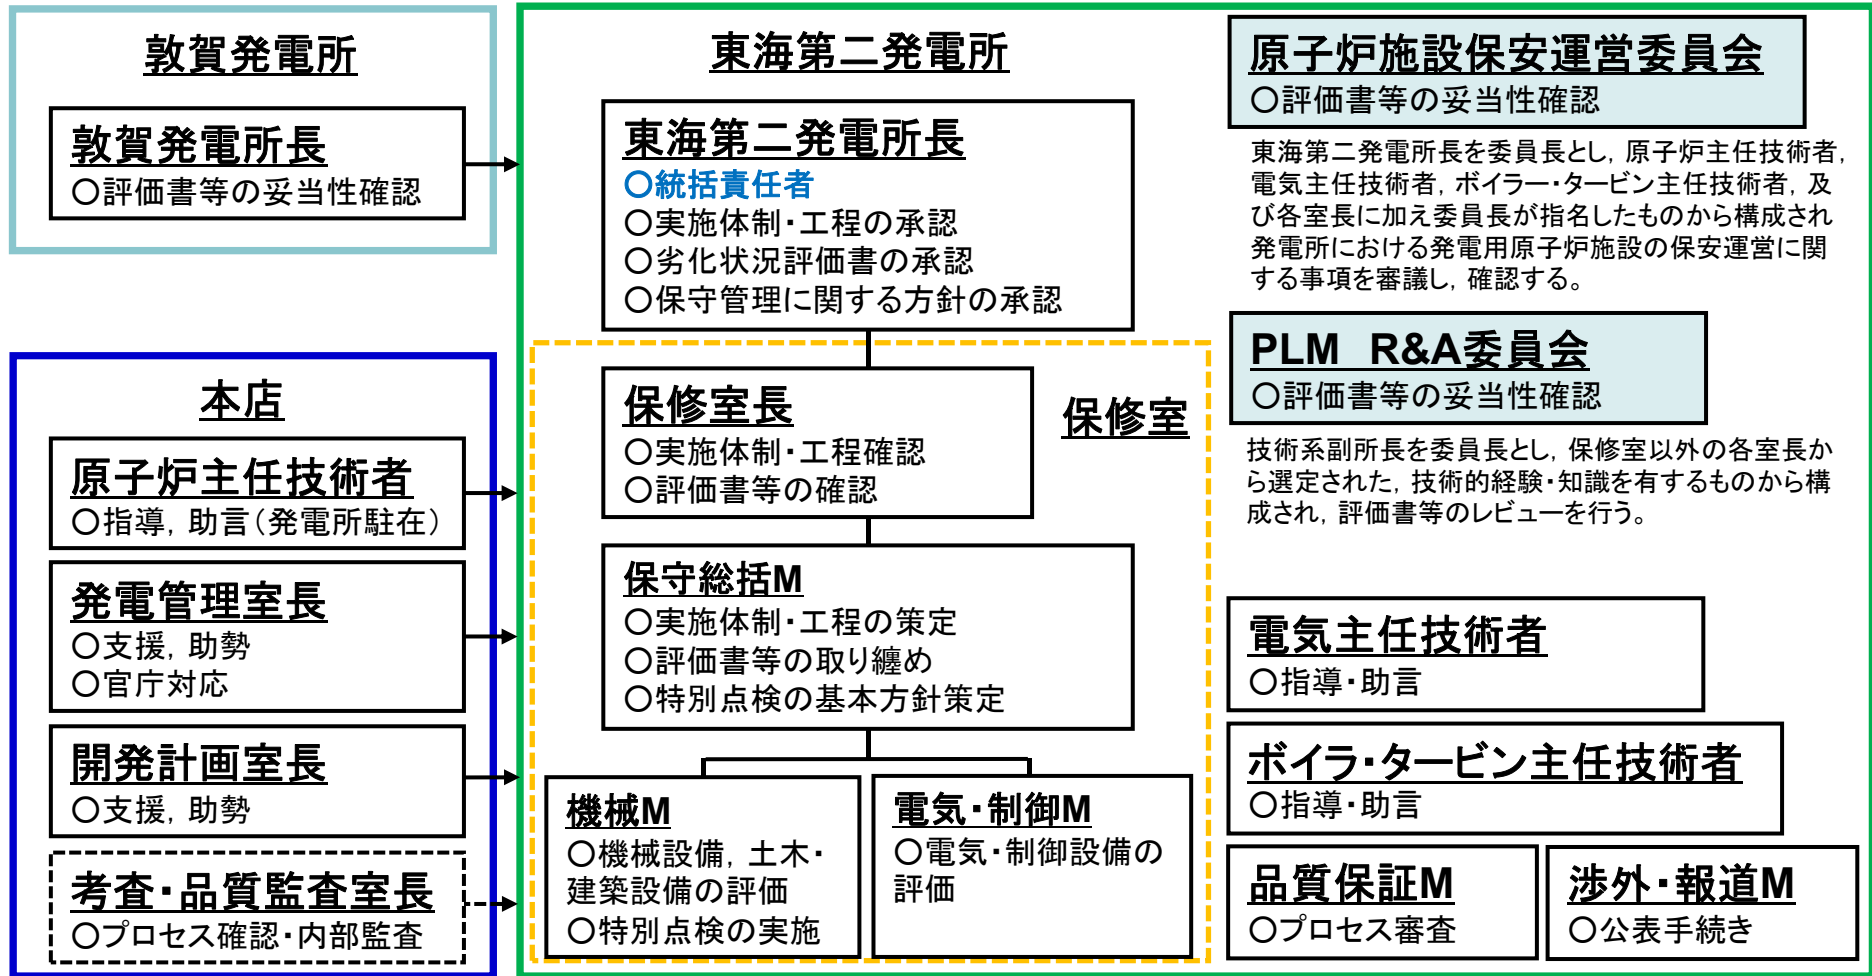 敦賀発電所
敦賀発電所長
○評価書等の妥当性確認
本店
原子炉主任技術者
○指導，助言（発電所駐在）
発電管理室長
○支援，助勢
○官庁対応
開発計画室長
○支援，助勢
考査・品質監査室長
○プロセス確認・内部監査
東海第二発電所
東海第二発電所長
○統括責任者
○実施体制・工程の承認
○劣化状況評価書の承認
○保守管理に関する方針の承認
保修室
保修室長
○実施体制・工程確認
○評価書等の確認
保守総括M
○実施体制・工程の策定
○評価書等の取り纏め
○特別点検の基本方針策定
機械M
○機械設備，土木・
建築設備の評価
○特別点検の実施
電気・制御M
○電気・制御設備の
評価
原子炉施設保安運営委員会
○評価書等の妥当性確認
東海第二発電所長を委員長とし，原子炉主任技術者，
電気主任技術者，ボイラー・タービン主任技術者，及
び各室長に加え委員長が指名したものから構成され
発電所における発電用原子炉施設の保安運営に関
する事項を審議し，確認する。
PLM　R&A委員会
○評価書等の妥当性確認
技術系副所長を委員長とし，保修室以外の各室長か
ら選定された，技術的経験・知識を有するものから構
成され，評価書等のレビューを行う。
電気主任技術者
○指導・助言
ボイラ・タービン主任技術者
○指導・助言
品質保証M
○プロセス審査
渉外・報道M
○公表手続き